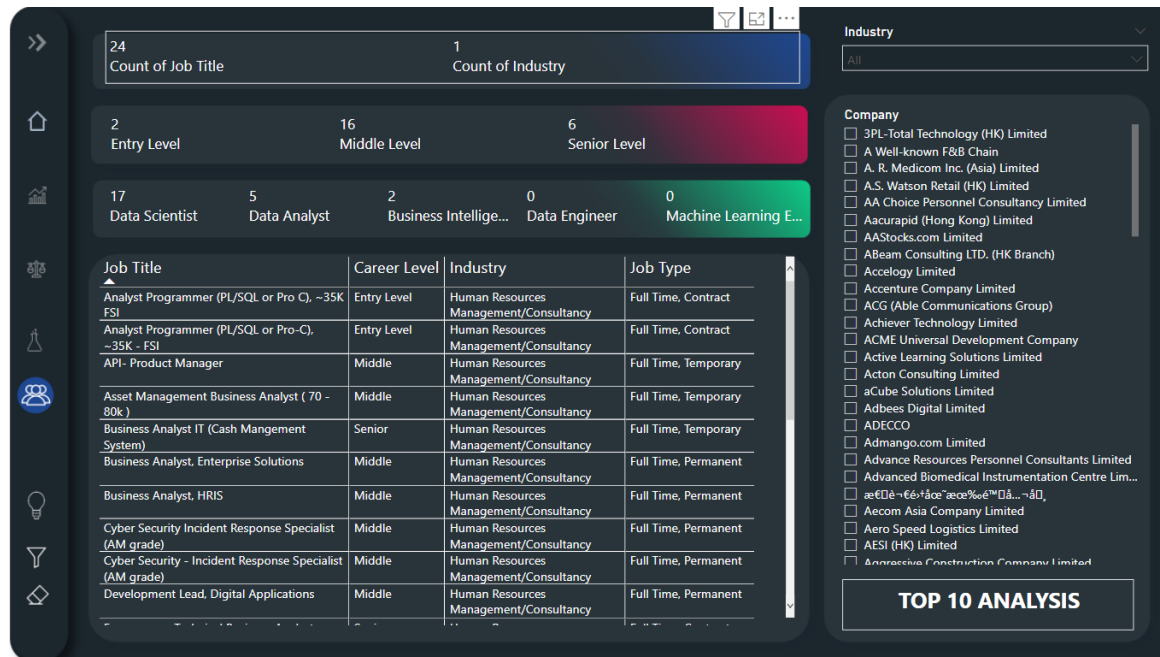 24
Count of Job Title
1
Count of Industry
2
Entry Level
16
Middle Level
6
Senior Level
17
Data Scientist
5
Data Analyst
2
Business Intellige...
0
Data Engineer
0
Machine Learning E...
Job Title Career Level Industry Job Type
Analyst Programmer (PL/SQL or Pro C), ~35K Entry Level Human Resources Full Time, Contract
FSI Management/Consultancy
Analyst Programmer (PL/SQL or Pro-C), Entry Level Human Resources Full Time, Contract
~35K - FSI Management/Consultancy
API- Product Manager Middle Human Resources Full Time, Temporary
Management/Consultancy
Asset Management Business Analyst ( 70 - Middle Human Resources Full Time, Temporary
80k ) Management/Consultancy
Business Analyst IT (Cash Mangement Senior Human Resources Full Time, Temporary
System) Management/Consultancy
Business Analyst, Enterprise Solutions Middle Human Resources Full Time, Permanent
Management/Consultancy
Business Analyst, HRIS Middle Human Resources Full Time, Permanent
Management/Consultancy
Cyber Security Incident Response Specialist Middle Human Resources Full Time, Permanent
(AM grade) Management/Consultancy
Cyber Security - Incident Response Specialist Middle Human Resources Full Time, Permanent
(AM grade) Management/Consultancy
Development Lead, Digital Applications Middle Human Resources Full Time, Permanent
Management/Consultancy
Industry
All
Company
3PL-Total Technology (HK) Limited
A Well-known F&B Chain
A. R. Medicom Inc. (Asia) Limited
A.S. Watson Retail (HK) Limited
AA Choice Personnel Consultancy Limited
Aacurapid (Hong Kong) Limited
AAStocks.com Limited
ABeam Consulting LTD. (HK Branch)
Accelogy Limited
Accenture Company Limited
ACG (Able Communications Group)
Achiever Technology Limited
ACME Universal Development Company
Active Learning Solutions Limited
Acton Consulting Limited
aCube Solutions Limited
Adbees Digital Limited
ADECCO
Admango.com Limited
Advance Resources Personnel Consultants Limited
Advanced Biomedical Instrumentation Centre Lim...
Aecom Asia Company Limited
Aero Speed Logistics Limited
AESI (HK) Limited
Aggressive Construction Company Limited
TOP 10 ANALYSIS